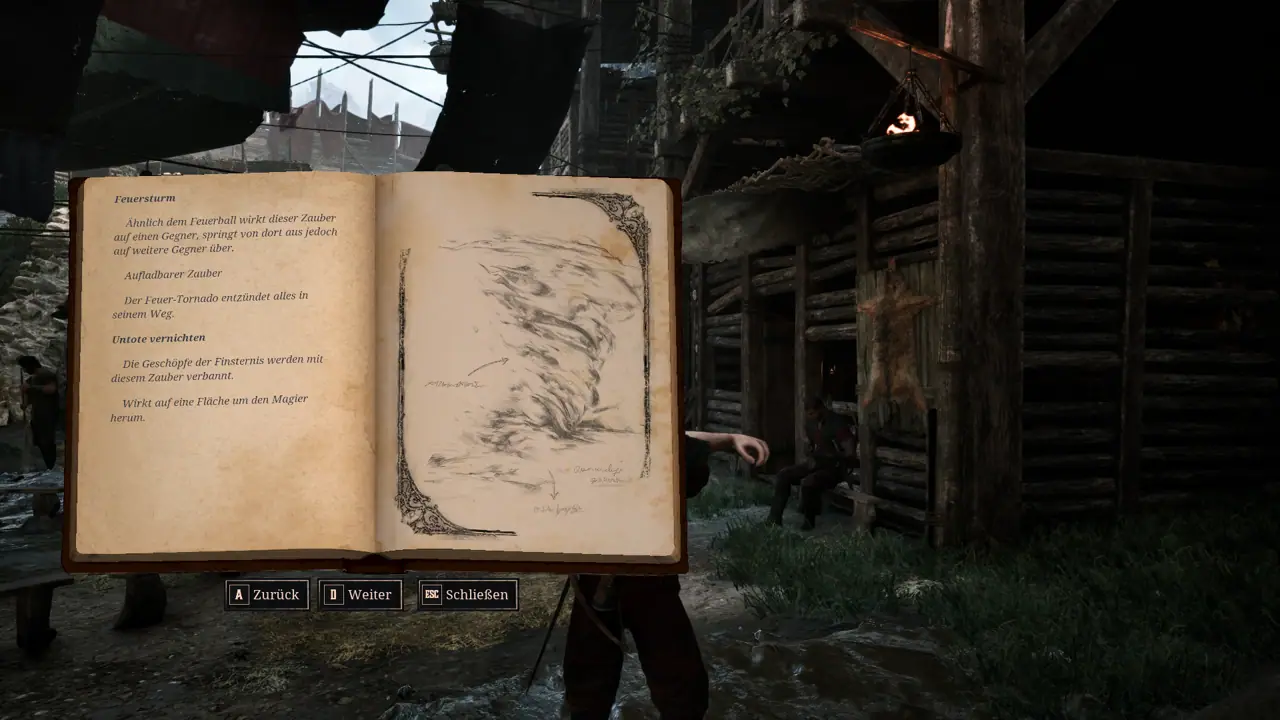 Feuersturm
Ähnlich dem Feuerball wirkt dieser Zauber
auf einen Gegner, springt von dort aus jedoch
auf weitere Gegner über.
Aufladbarer Zauber
Der Feuer-Tornado entzündet alles in
seinem Weg.
Untote vernichten
Die Geschöpfe der Finsternis werden mit
diesem Zauber verbannt.
Wirkt auf eine Fläche um den Magier
herum.
A Zurück
D Weiter
ESC Schließen